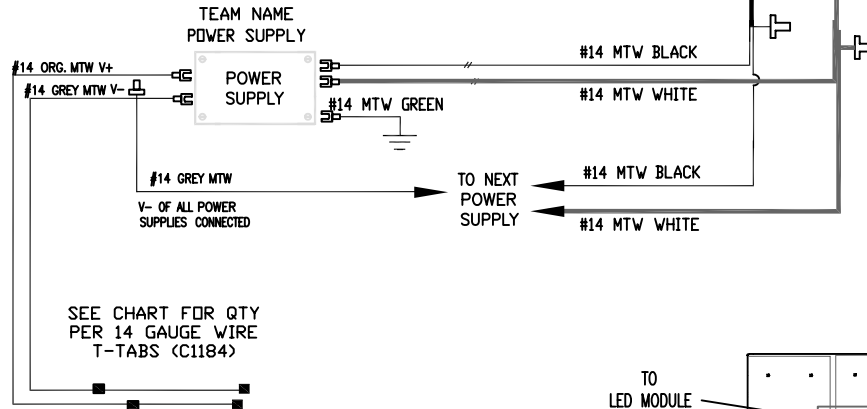 TEAM NAME
POWER SUPPLY
#14 ORG. MTW V+
#14 GREY MTW V-
POWER
SUPPLY
#14 MTW BLACK
#14 MTW WHITE
#14 MTW GREEN
#14 GREY MTW
V- OF ALL POWER
SUPPLIES CONNECTED
TO NEXT
POWER
SUPPLY
#14 MTW BLACK
#14 MTW WHITE
SEE CHART FOR QTY
PER 14 GAUGE WIRE
T-TABS (C1184)
TO
LED MODULE